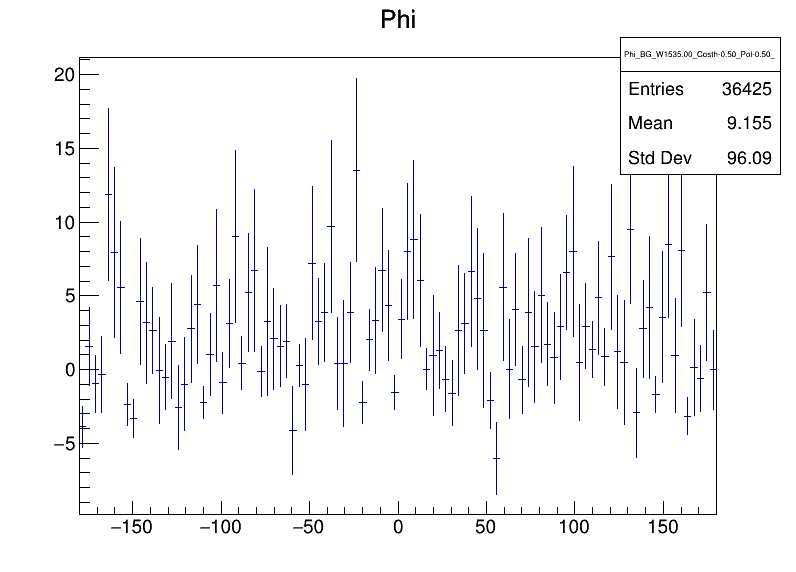 Phi
Phi_BG_W1535.00_Costh-0.50_Pol-0.50_
Entries 36425
Mean 9.155
Std Dev 96.09
20
15
10
5
0
−5
−150 −100 −50 0 50 100 150